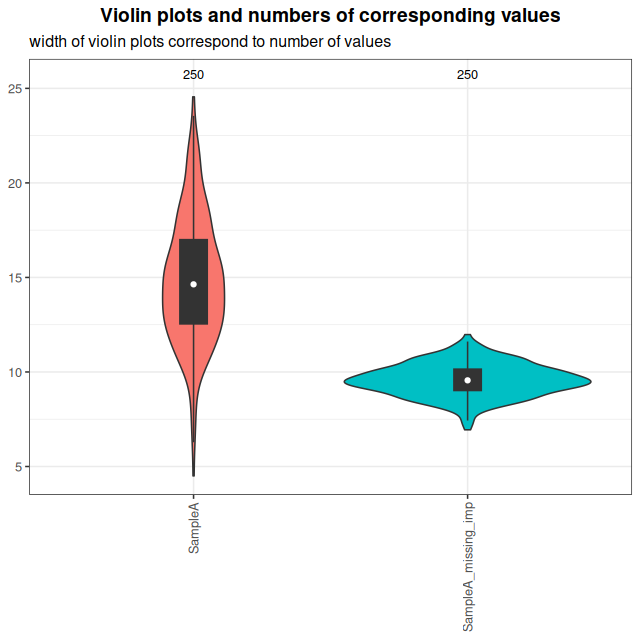 Violin plots and numbers of corresponding values
width of violin plots correspond to number of values
250 250
25
20
15
10
5
SampleA
SampleA_missing_imp